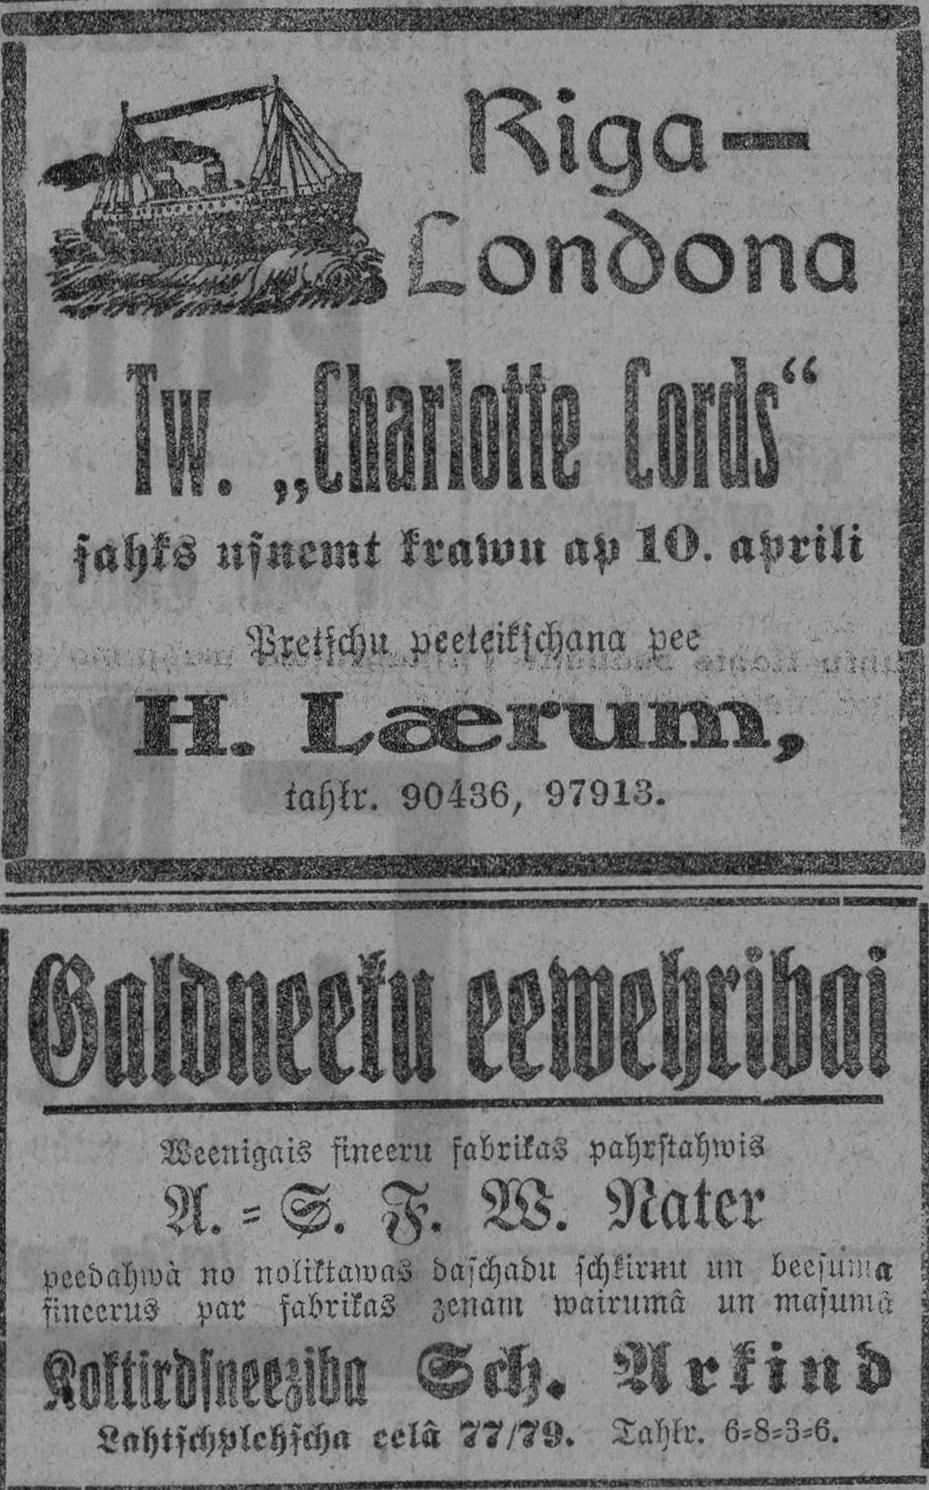 Riga—
Londona
Tw. „Charlotte Cords“
sahks usnemt krawu ap 10. aprili
Pretschu peeteikschana pee
H. Lærum,
tahlr. 90436, 97913.
Galdneeku eewehribai
Weenigais fineeru fabrikas pahrstahwis
A.=S. F. W. Nater
peedahwà no noliktawas daschadu schkirnu un beesuma
fineerus par fabrikas zenam wairumâ un masumâ
Koktirdsneeziba Sch. Arkind
Lahtschplehscha eelâ 77/79. Tahlr. 6=8=3=6.